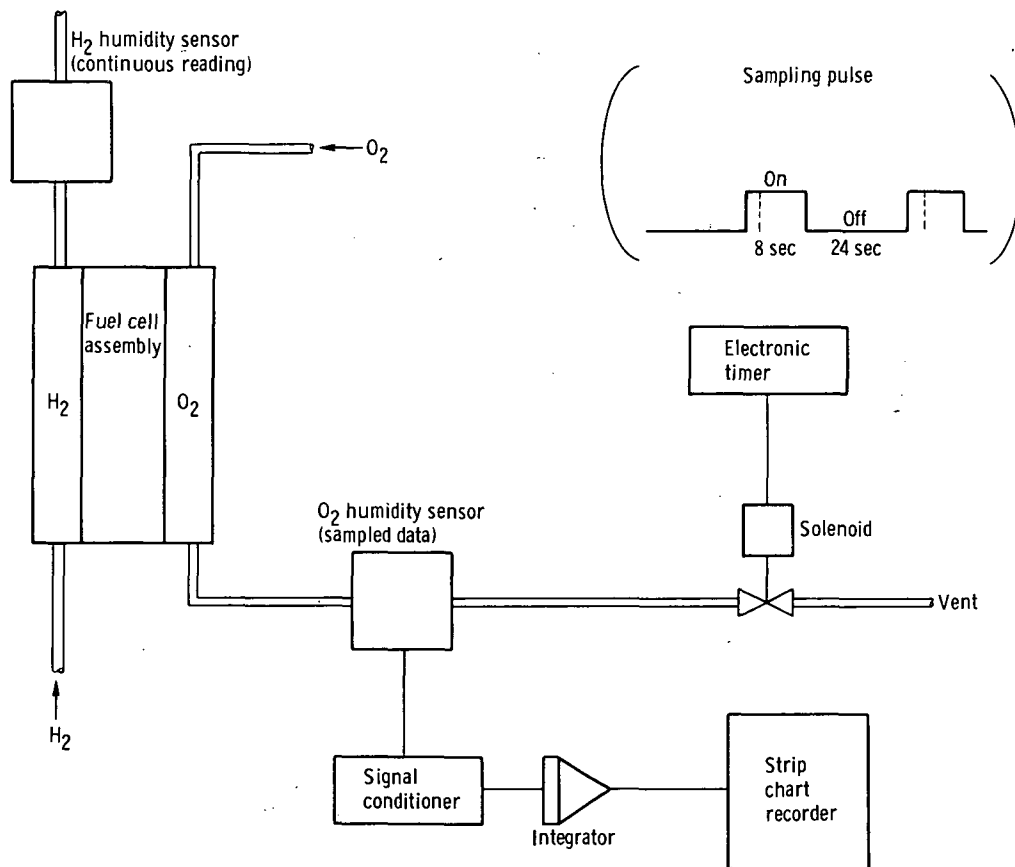 H2 humidity sensor
(continuous reading)
Sampling pulse
O2
On
Off
8 sec
24 sec
Fuel cell
assembly
H2
O2
Electronic
timer
O2 humidity sensor
(sampled data)
Solenoid
Vent
H2
Signal
conditioner
Integrator
Strip
chart
recorder